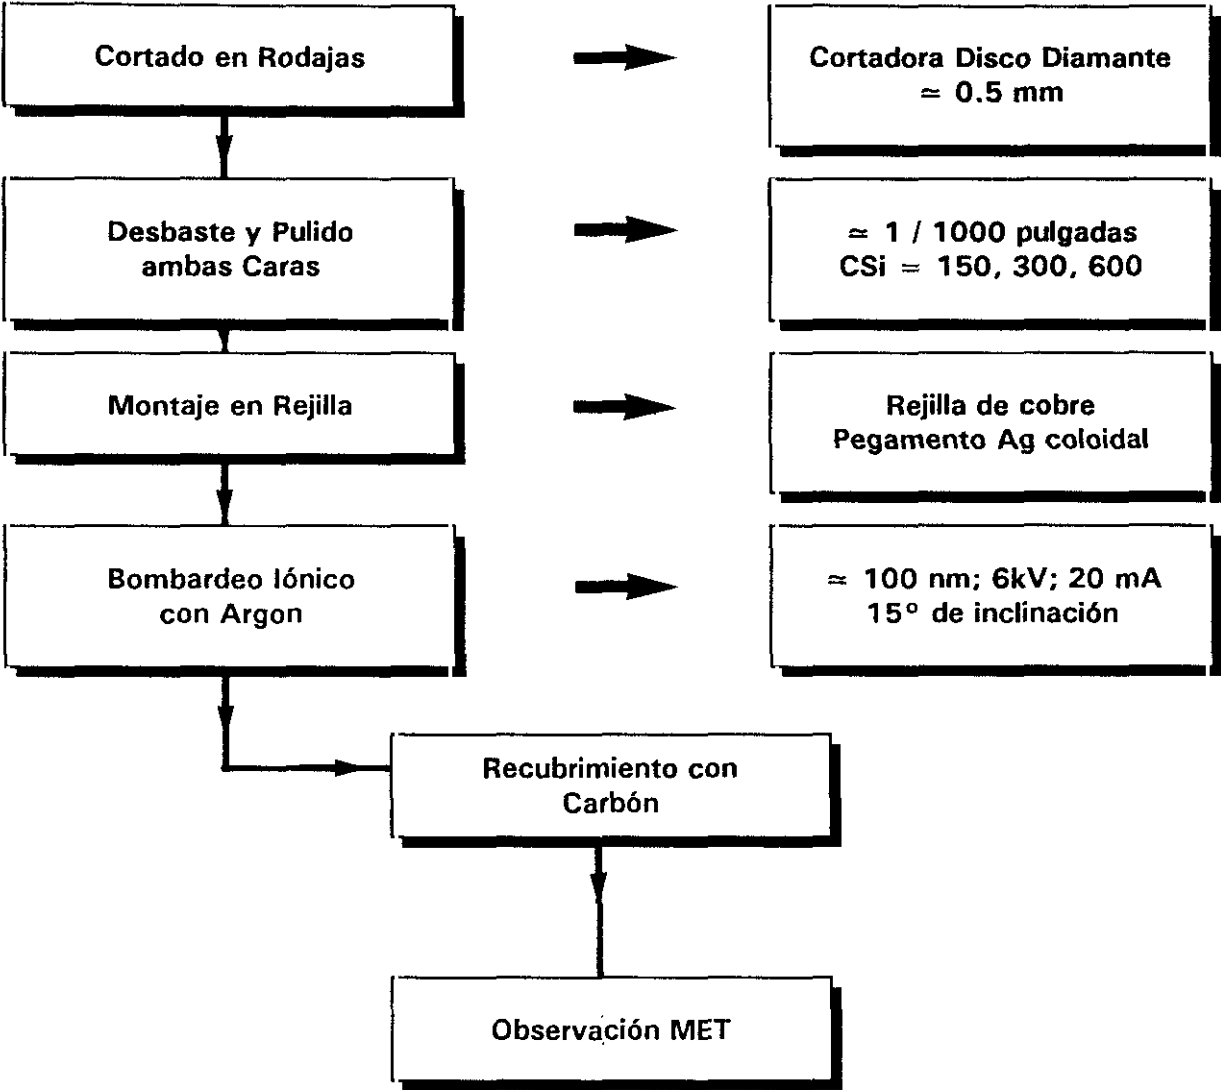 Cortado en Rodajas
Cortadora Disco Diamante
≃ 0.5 mm
Desbaste y Pulido
ambas Caras
≃ 1 / 1000 pulgadas
CSi = 150, 300, 600
Montaje en Rejilla
Rejilla de cobre
Pegamento Ag coloidal
Bombardeo Iónico
con Argon
≃ 100 nm; 6kV; 20 mA
15º de inclinación
Recubrimiento con
Carbón
Observación MET